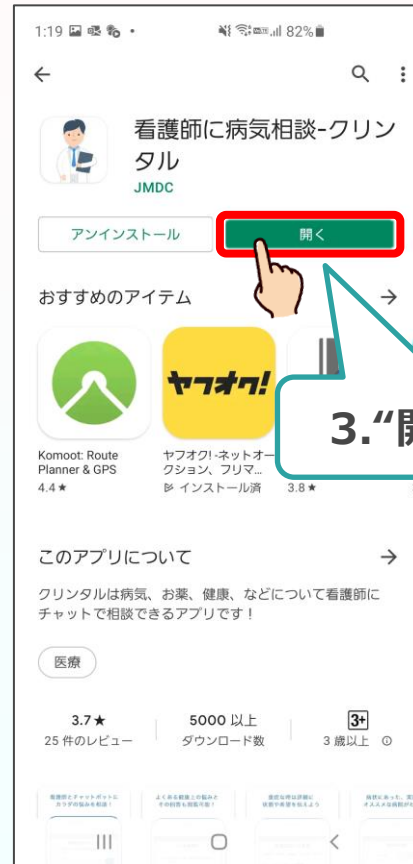 1:19 82%
看護師に病気相談-クリン
タル
JMDC
アンインストール 開く
おすすめのアイテム
ヤフオク!
3.“開
Komoot: Route
Planner & GPS
4.4★
ヤフオク!-ネットオー
クション、フリマ...
インストール済
3.8★
このアプリについて
クリンタルは病気、お薬、健康、などについて看護師に
チャットで相談できるアプリです！
医療
3.7★ 5000 以上 3+
25 件のレビュー ダウンロード数 3 歳以上